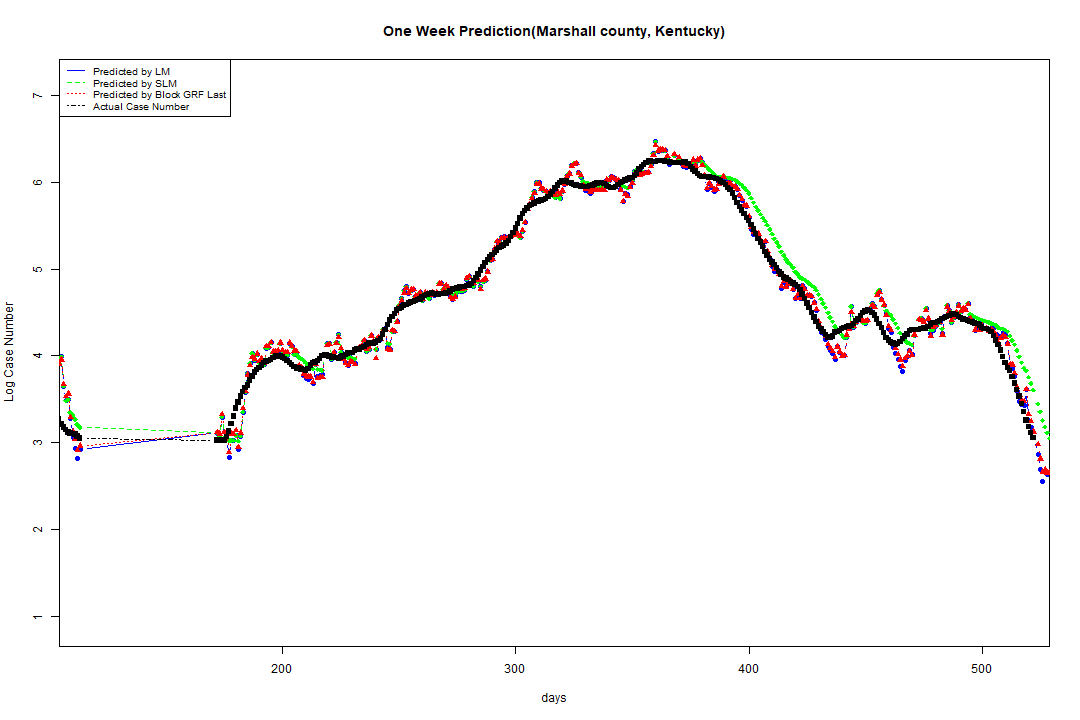 One Week Prediction(Marshall county, Kentucky)
Predicted by LM
Predicted by SLM
Predicted by Block GRF Last
Actual Case Number
7
6
5
4
3
2
1
Log Case Number
200 300 400 500
days